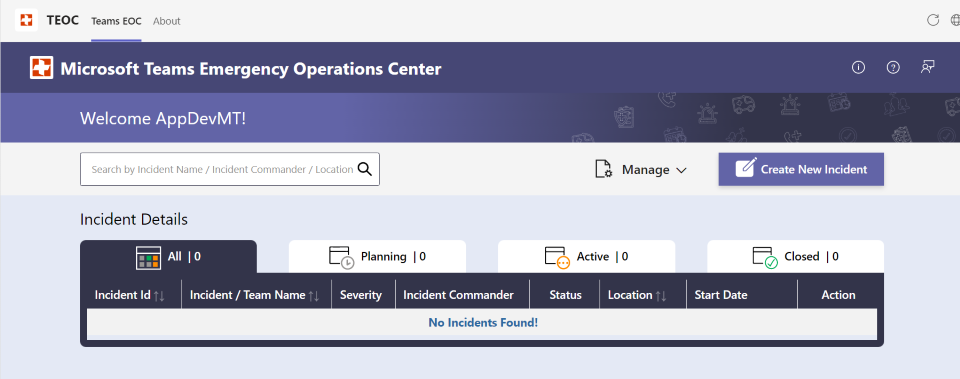 TEOC Teams EOC About
Microsoft Teams Emergency Operations Center
Welcome AppDevMT!
Search by Incident Name / Incident Commander / Location
Manage
Create New Incident
Incident Details
All | 0
Planning | 0
Active | 0
Closed | 0
Incident Id Incident / Team Name Severity Incident Commander Status Location Start Date Action
No Incidents Found!